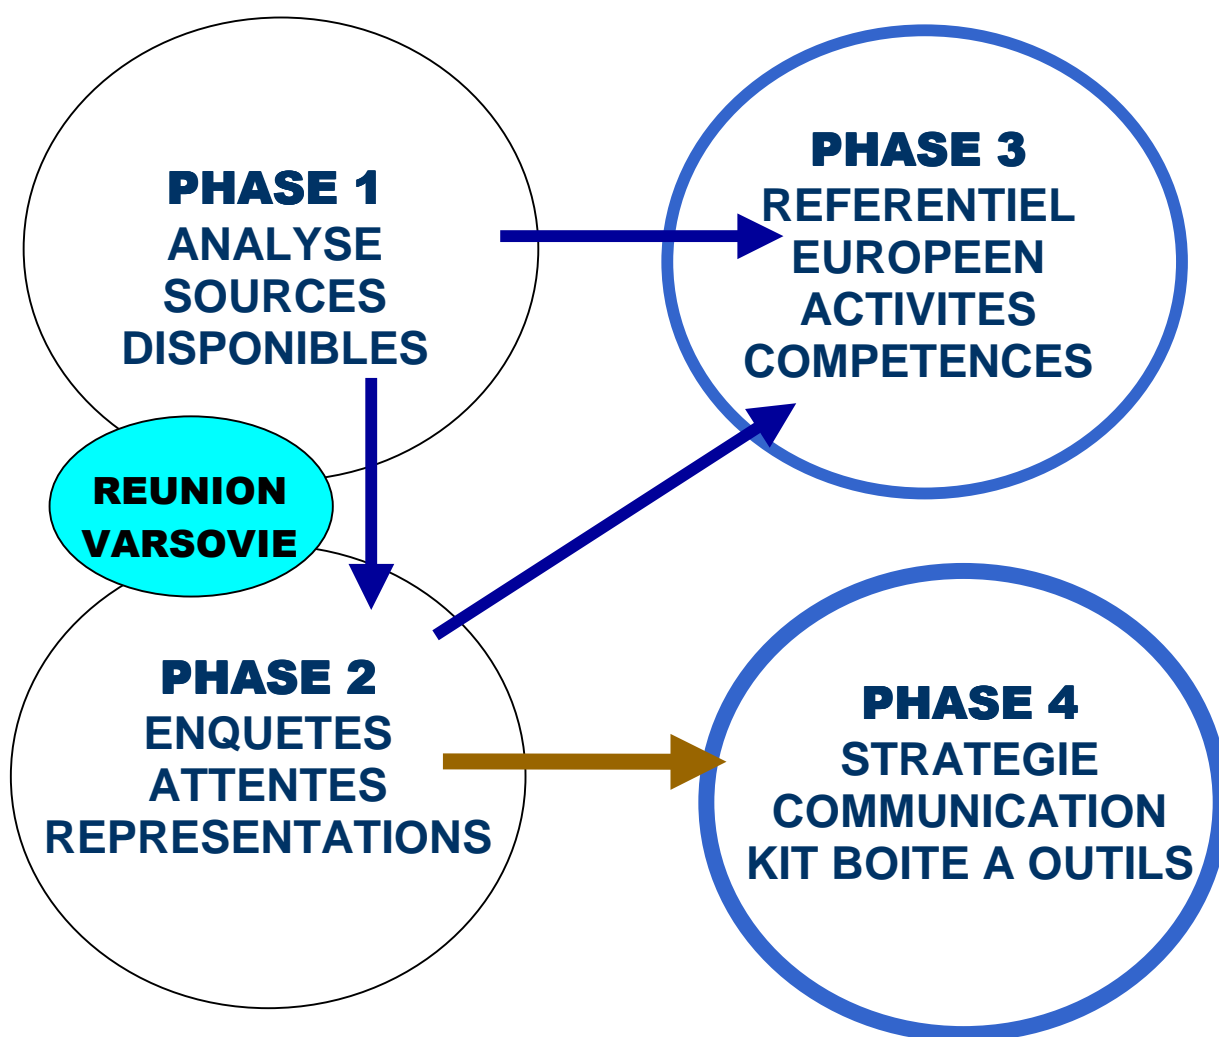 PHASE 1
ANALYSE
SOURCES
DISPONIBLES
REUNION
VARSOVIE
PHASE 2
ENQUETES
ATTENTES
REPRESENTATIONS
PHASE 3
REFERENTIEL
EUROPEEN
ACTIVITES
COMPETENCES
PHASE 4
STRATEGIE
COMMUNICATION
KIT BOITE A OUTILS